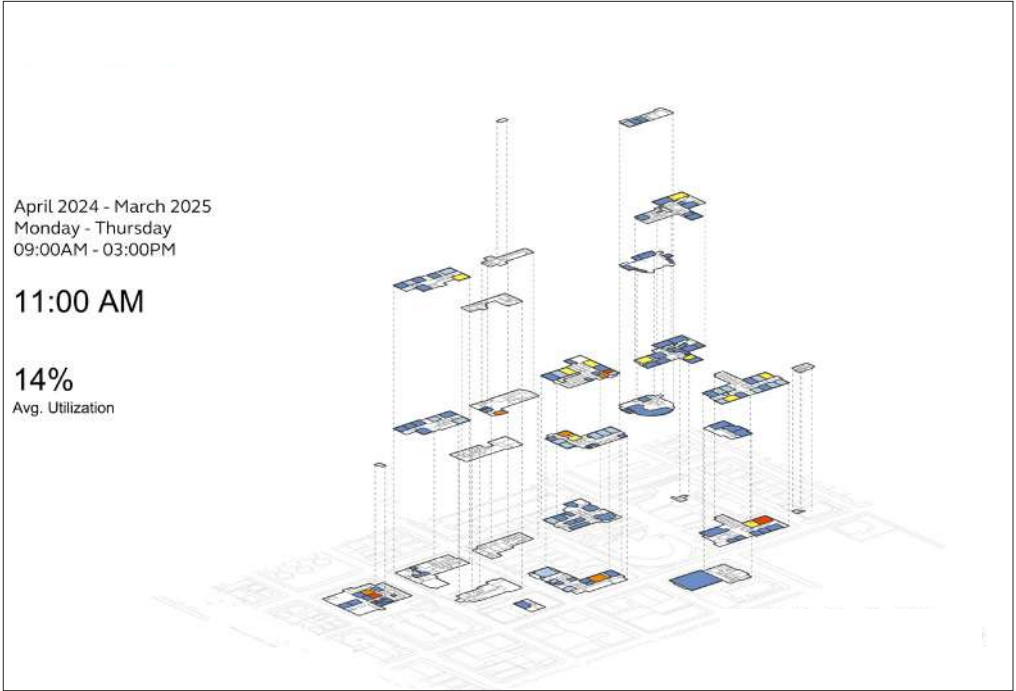 April 2024 - March 2025
Monday - Thursday
09:00AM - 03:00PM
11:00 AM
14%
Avg. Utilization